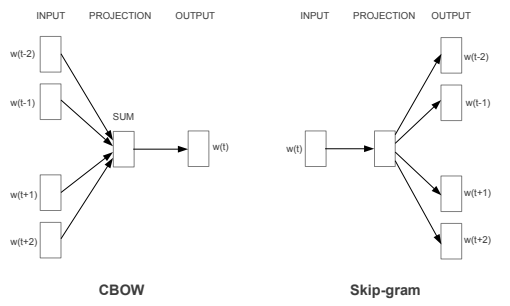 INPUT PROJECTION OUTPUT
w(t-2)
w(t-1)
SUM
w(t)
w(t+1)
w(t+2)
CBOW
INPUT PROJECTION OUTPUT
w(t-2)
w(t-1)
w(t)
w(t+1)
w(t+2)
Skip-gram